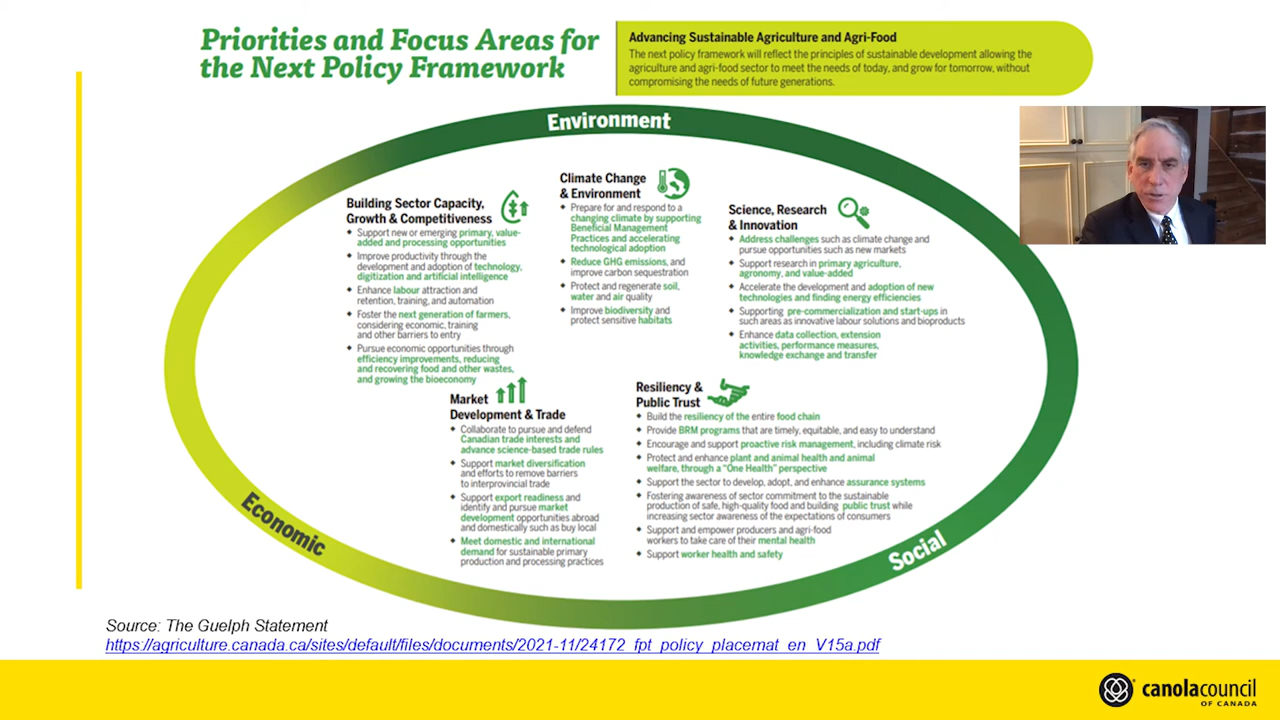 Priorities and Focus Areas for
the Next Policy Framework
Advancing Sustainable Agriculture and Agri-Food
The next policy framework will reflect the principles of sustainable development allowing the
agriculture and agri-food sector to meet the needs of today, and grow for tomorrow, without
compromising the needs of future generations.
Environment
Building Sector Capacity,
Growth & Competitiveness
Support new or emerging primary, value-
added and processing opportunities
Improve productivity through the
development and adoption of technology,
digitization and artificial intelligence
Enhance labour attraction and
retention, training, and automation
Foster the next generation of farmers,
considering economic, training
and other barriers to entry
Pursue economic opportunities through
efficiency improvements, reducing
and recovering food and other wastes,
and growing the bioeconomy
Climate Change
& Environment
Prepare for and respond to a
changing climate by supporting
Beneficial Management
Practices and accelerating
technological adoption
Reduce GHG emissions, and
improve carbon sequestration
Protect and regenerate soil,
water and air quality
Improve biodiversity and
protect sensitive habitats
Science, Research
& Innovation
Address challenges such as climate change and
pursue opportunities such as new markets
Support research in primary agriculture,
agronomy, and value-added
Accelerate the development and adoption of new
technologies and finding energy efficiencies
Supporting pre-commercialization and start-ups in
such areas as innovative labour solutions and bioproducts
Enhance data collection, extension
activities, performance measures,
knowledge exchange and transfer
Market
Development & Trade
Collaborate to pursue and defend
Canadian trade interests and
advance science-based trade rules
Support market diversification
and efforts to remove barriers
to interprovincial trade
Support export readiness and
identify and pursue market
development opportunities abroad
and domestically such as buy local
Meet domestic and international
demand for sustainable primary
production and processing practices
Resiliency &
Public Trust
Build the resiliency of the entire food chain
Provide BRM programs that are timely, equitable, and easy to understand
Encourage and support proactive risk management, including climate risk
Protect and enhance plant and animal health and animal
welfare, through a "One Health" perspective
Support the sector to develop, adopt, and enhance assurance systems
Fostering awareness of sector commitment to the sustainable
production of safe, high-quality food and building public trust while
increasing sector awareness of the expectations of consumers
Support and empower producers and agri-food
workers to take care of their mental health
Support worker health and safety
Economic
Social
Source: The Guelph Statement
https://agriculture.canada.ca/sites/default/files/documents/2021-11/24172_fpt_policy_placemat_en_V15a.pdf
canolacouncil
OF CANADA